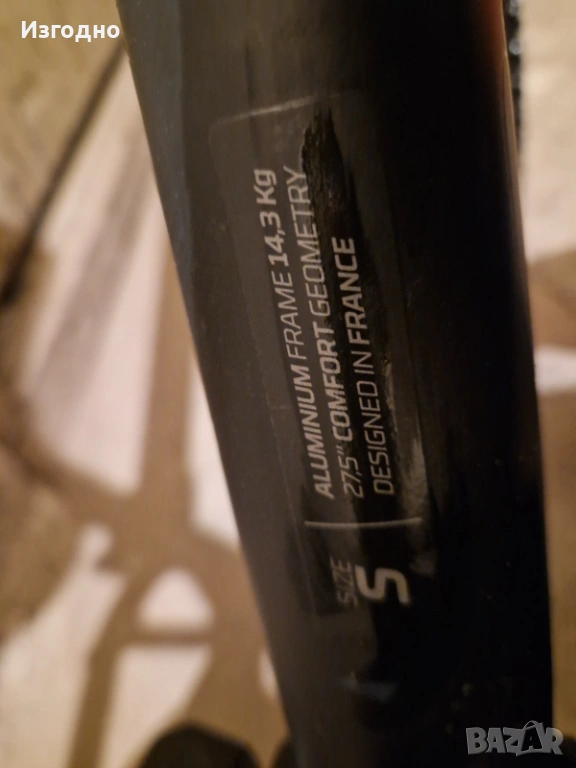 Изгодно
SIZE
S
ALUMINIUM FRAME 14,3 Kg
27,5" COMFORT GEOMETRY
DESIGNED IN FRANCE
BAZAR